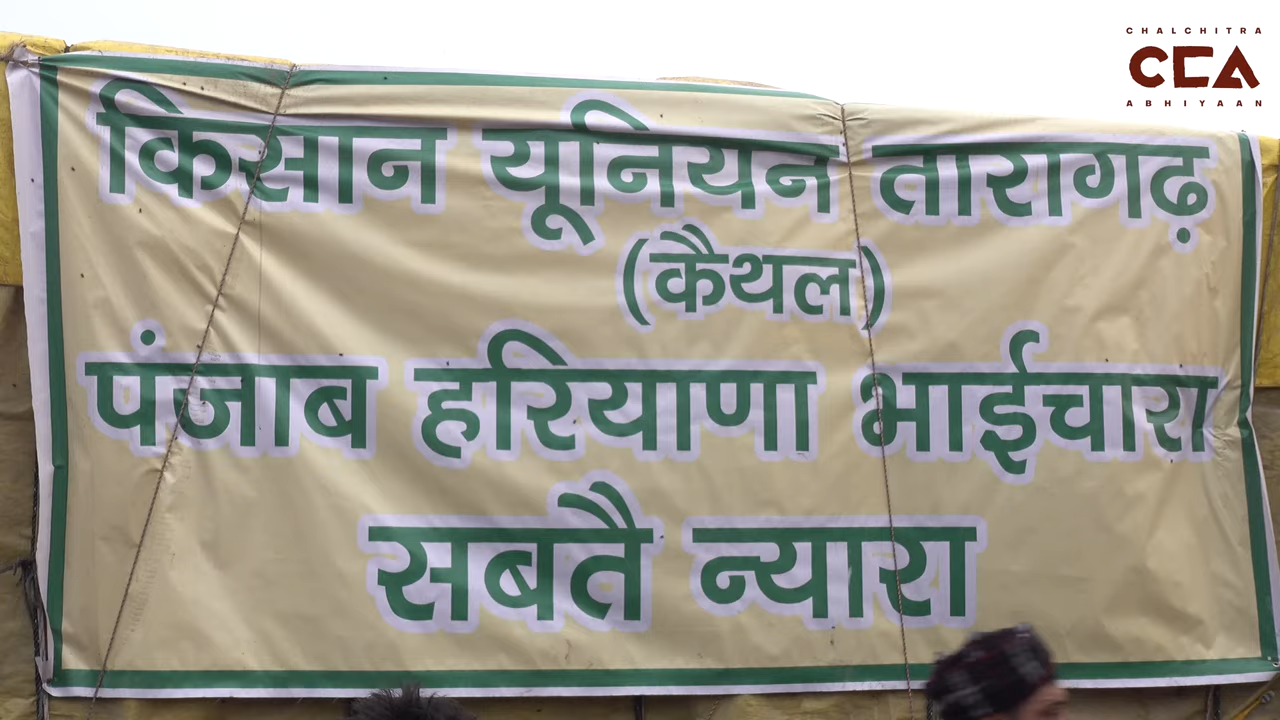 CHALCHITRA
CCA
ABHIYAAN
किसान यूनियन तारागढ़
(कैथल)
पंजाब हरियाणा भाईचारा
सबतै न्यारा